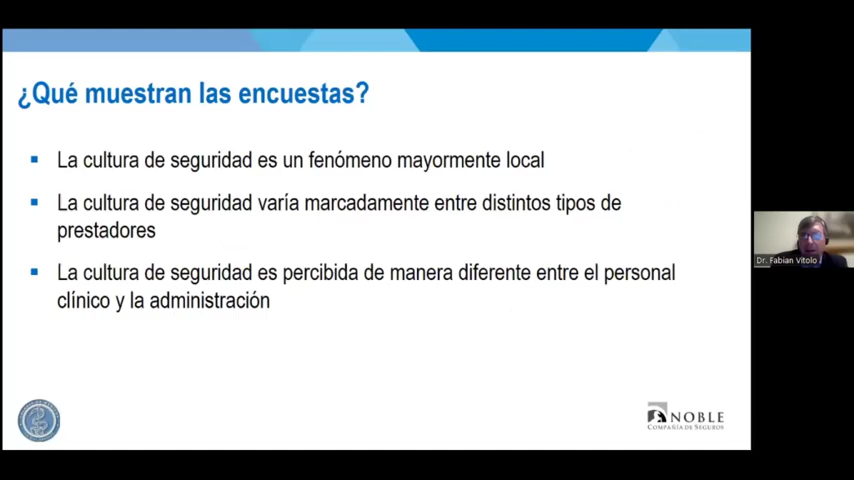 ¿Qué muestran las encuestas?
La cultura de seguridad es un fenómeno mayormente local
La cultura de seguridad varía marcadamente entre distintos tipos de
prestadores
La cultura de seguridad es percibida de manera diferente entre el personal
clínico y la administración
Dr. Fabian Vitolo
NOBLE
COMPAÑÍA DE SEGUROS